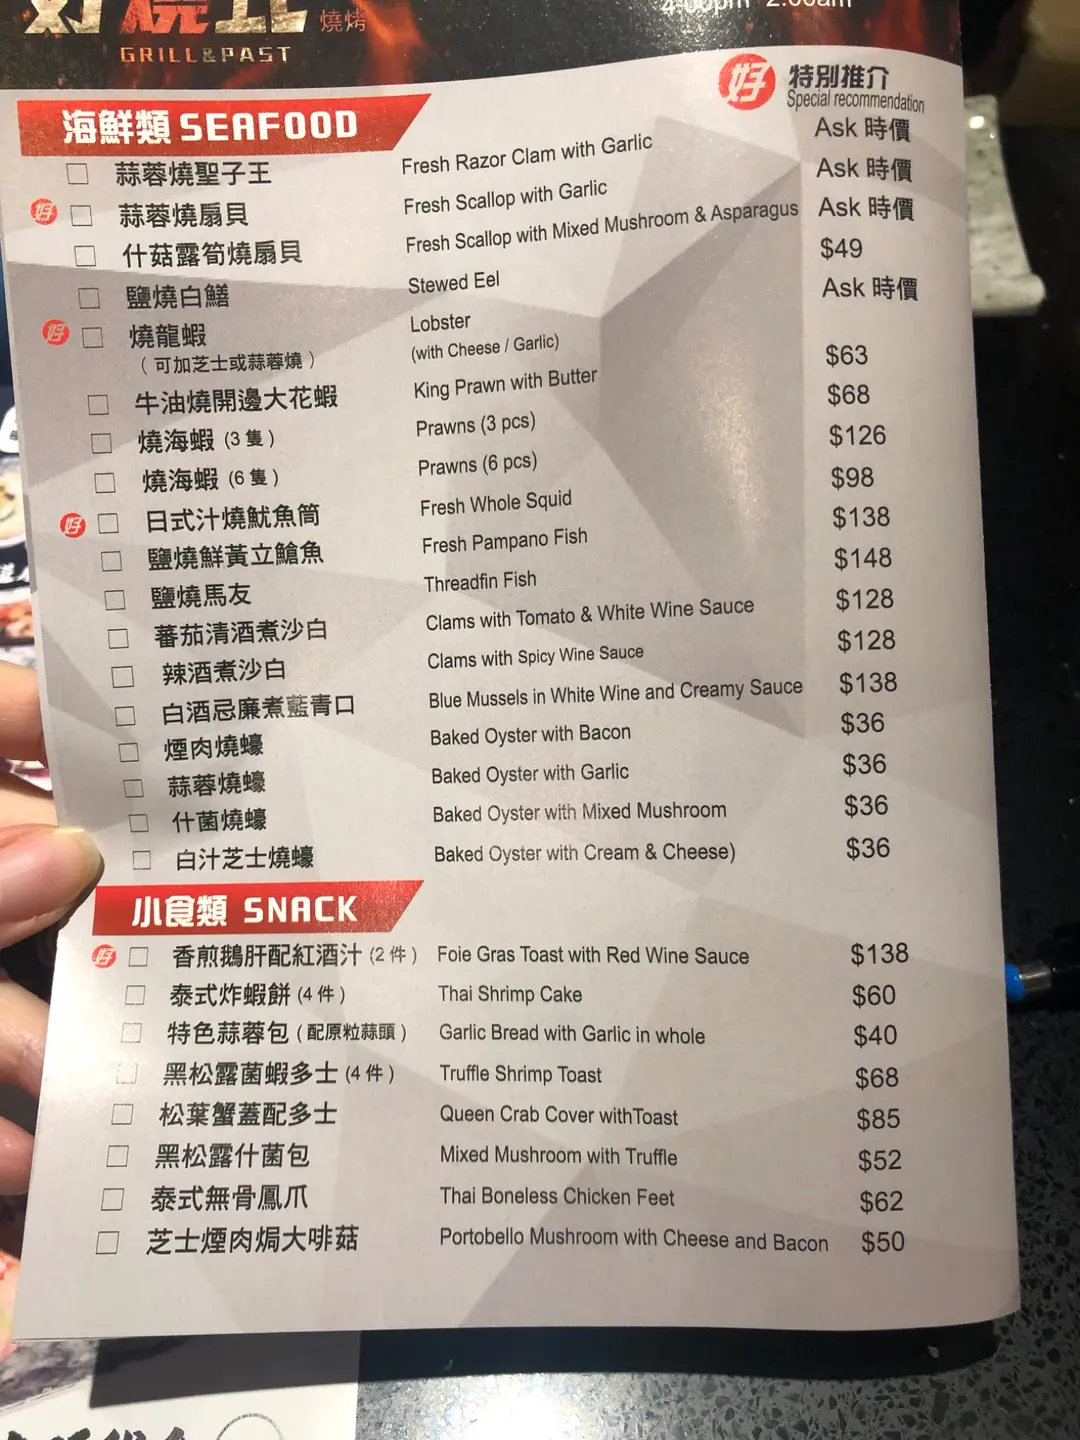 燒烤
GRILL&PAST
4:00pm 2:00am
好 特別推介
Special recommendation
海鮮類 SEAFOOD
蒜蓉燒聖子王 Fresh Razor Clam with Garlic Ask 時價
好 蒜蓉燒扇貝 Fresh Scallop with Garlic Ask 時價
什菇露筍燒扇貝 Fresh Scallop with Mixed Mushroom & Asparagus Ask 時價
鹽燒白鱔 Stewed Eel $49
好 燒龍蝦 Lobster Ask 時價
(可加芝士或蒜蓉燒) (with Cheese / Garlic)
牛油燒開邊大花蝦 King Prawn with Butter $63
燒海蝦 (3 隻) Prawns (3 pcs) $68
燒海蝦 (6 隻) Prawns (6 pcs) $126
好 日式汁燒魷魚筒 Fresh Whole Squid $98
鹽燒鮮黃立鯧魚 Fresh Pampano Fish $138
鹽燒馬友 Threadfin Fish $148
蕃茄清酒煮沙白 Clams with Tomato & White Wine Sauce $128
辣酒煮沙白 Clams with Spicy Wine Sauce $128
白酒忌廉煮藍青口 Blue Mussels in White Wine and Creamy Sauce $138
煙肉燒蠔 Baked Oyster with Bacon $36
蒜蓉燒蠔 Baked Oyster with Garlic $36
什菌燒蠔 Baked Oyster with Mixed Mushroom $36
白汁芝士燒蠔 Baked Oyster with Cream & Cheese) $36
小食類 SNACK
好 香煎鵝肝配紅酒汁 (2 件) Foie Gras Toast with Red Wine Sauce $138
泰式炸蝦餅 (4 件) Thai Shrimp Cake $60
特色蒜蓉包 (配原粒蒜頭) Garlic Bread with Garlic in whole $40
黑松露菌蝦多士 (4 件) Truffle Shrimp Toast $68
松葉蟹蓋配多士 Queen Crab Cover withToast $85
黑松露什菌包 Mixed Mushroom with Truffle $52
泰式無骨鳳爪 Thai Boneless Chicken Feet $62
芝士煙肉焗大啡菇 Portobello Mushroom with Cheese and Bacon $50